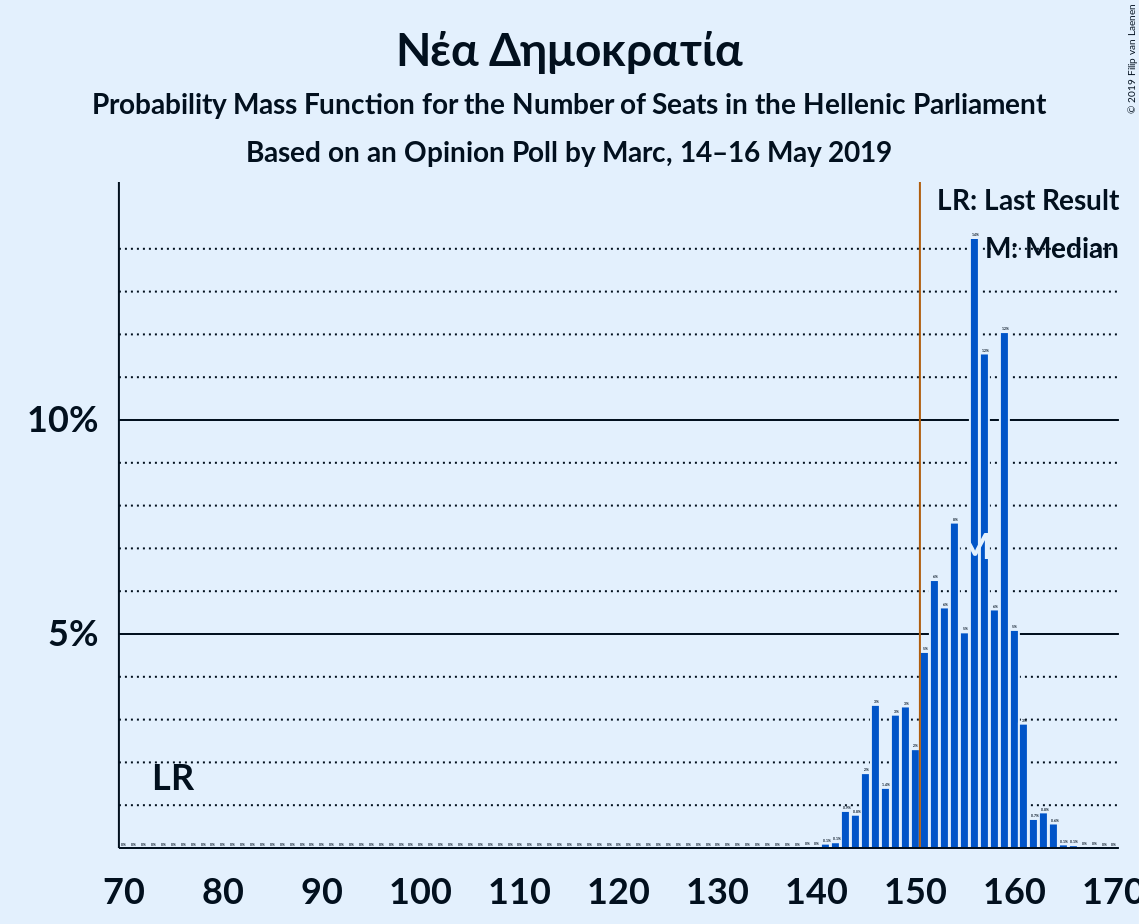 Νέα Δημοκρατία
Probability Mass Function for the Number of Seats in the Hellenic Parliament
Based on an Opinion Poll by Marc, 14–16 May 2019
© 2019 Filip van Laenen
LR: Last Result
M: Median
10%
5%
M
LR
70 80 90 100 110 120 130 140 150 160 170